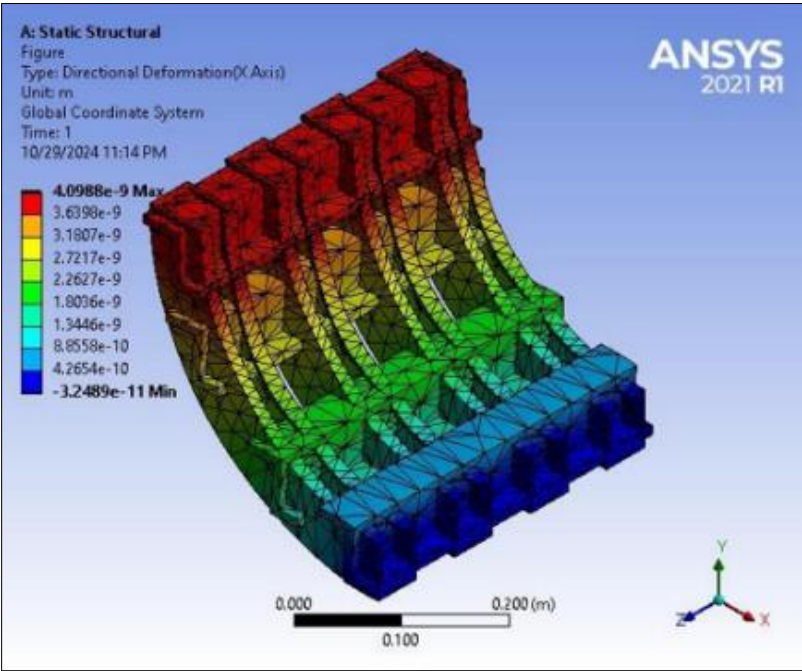 A: Static Structural
Figure
Type: Directional Deformation(X Axis)
Unit: m
Global Coordinate System
Time: 1
10/29/2024 11:14 PM
ANSYS
2021 R1
4.0988e-9 Max
3.6398e-9
3.1807e-9
2.7217e-9
2.2627e-9
1.8036e-9
1.3446e-9
8.8558e-10
4.2654e-10
-3.2489e-11 Min
0.000
0.200 (m)
0.100
Y
Z
X